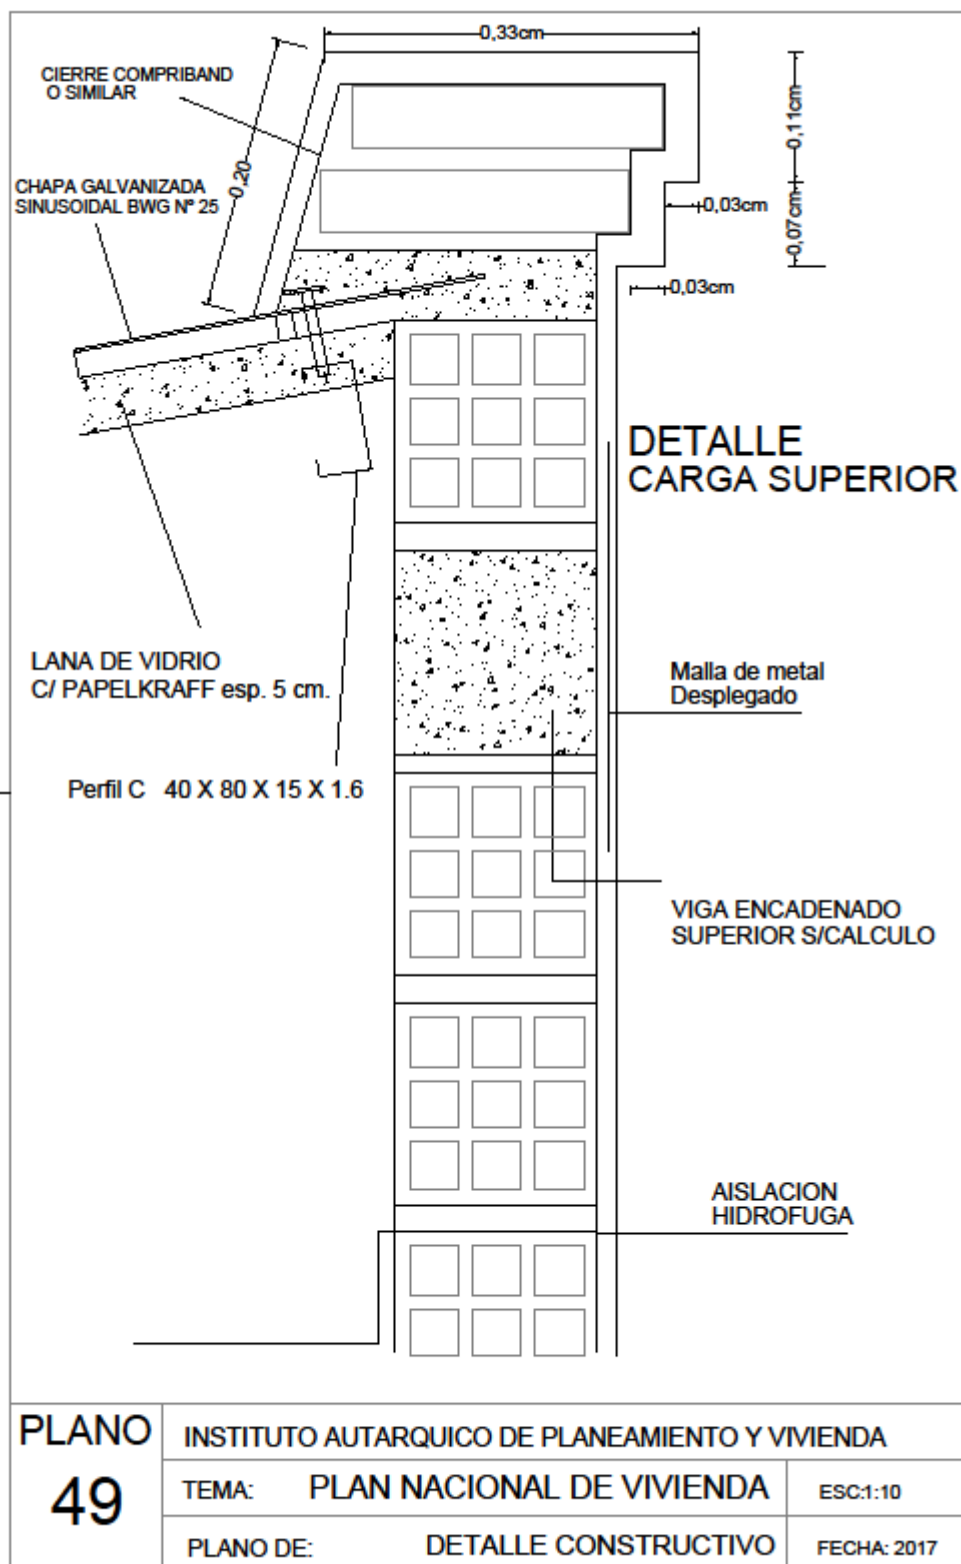 0,33cm
CIERRE COMPRIBAND
O SIMILAR
0,11cm
0,20
CHAPA GALVANIZADA
SINUSOIDAL BWG Nº 25
0,03cm
0,07cm
0,03cm
DETALLE
CARGA SUPERIOR
LANA DE VIDRIO
C/ PAPELKRAFF esp. 5 cm.
Malla de metal
Desplegado
Perfil C 40 X 80 X 15 X 1.6
VIGA ENCADENADO
SUPERIOR S/CALCULO
AISLACION
HIDROFUGA
PLANO
49
INSTITUTO AUTARQUICO DE PLANEAMIENTO Y VIVIENDA
TEMA: PLAN NACIONAL DE VIVIENDA
ESC:1:10
PLANO DE: DETALLE CONSTRUCTIVO
FECHA: 2017